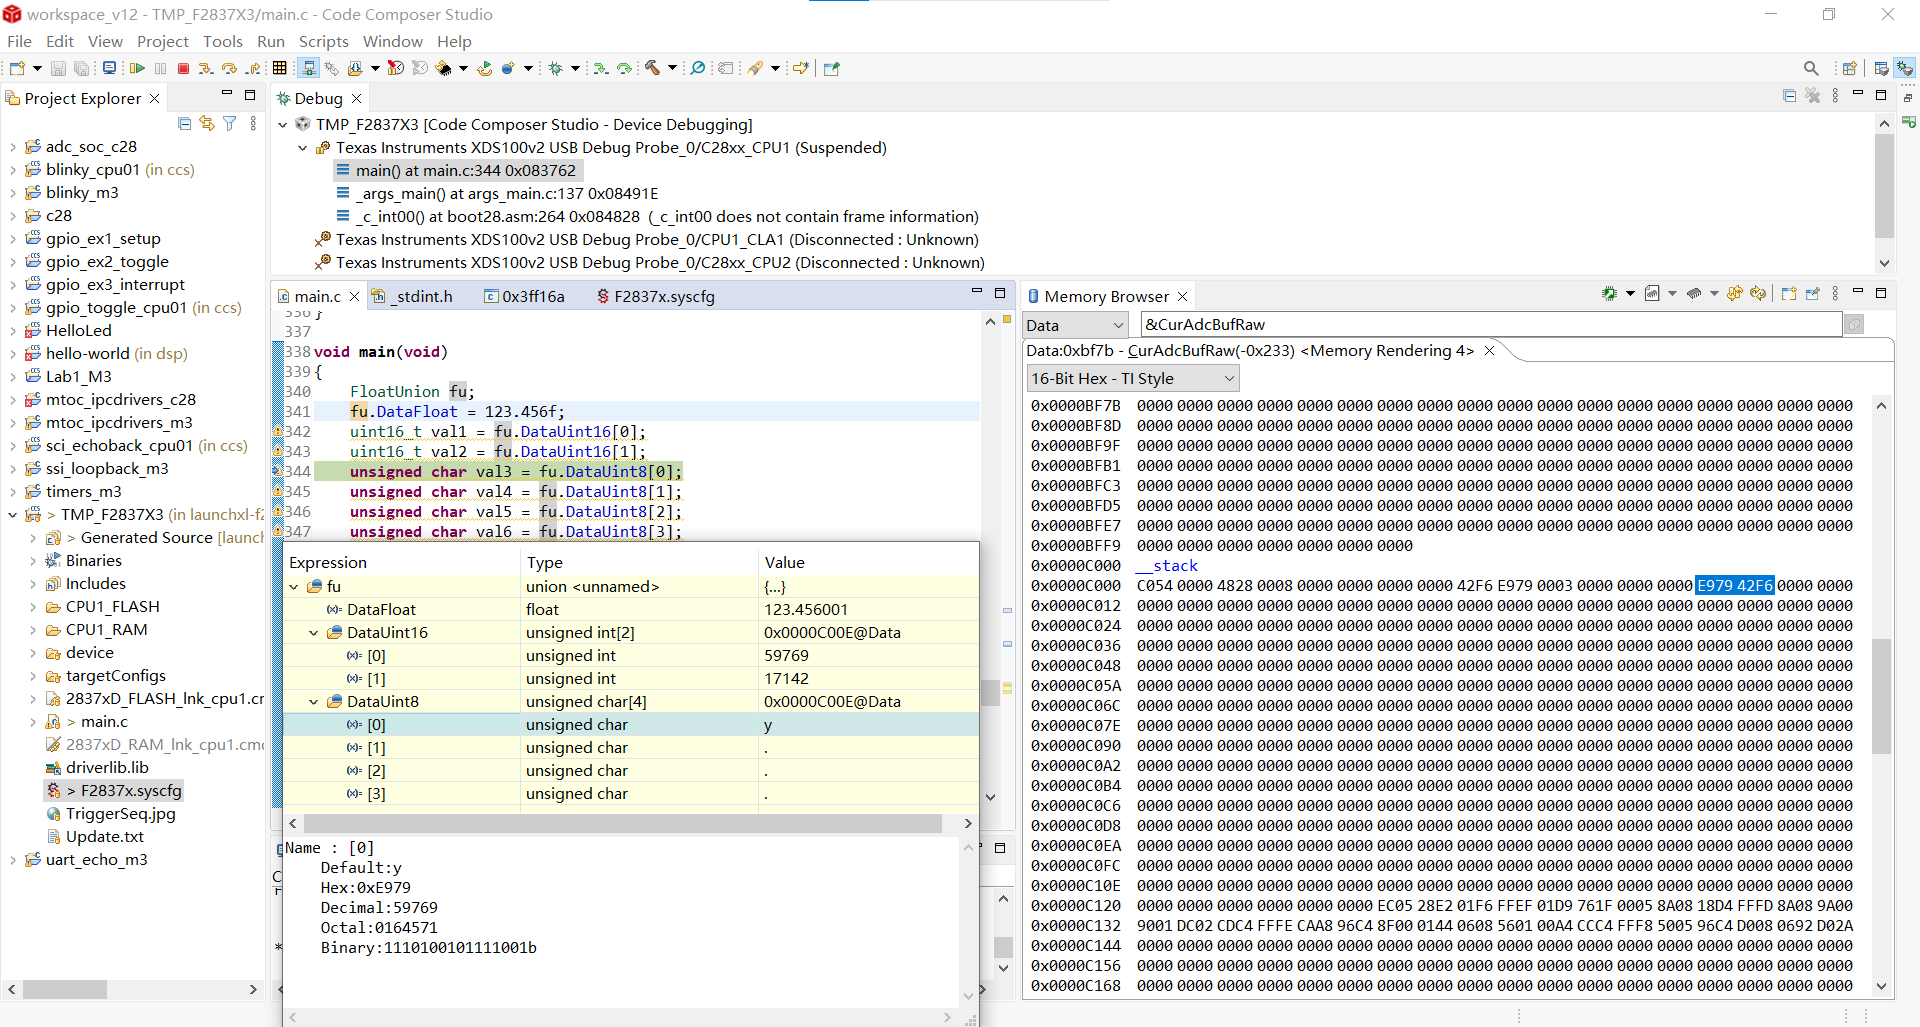 workspace_v12 - TMP_F2837X3/main.c - Code Composer Studio
File Edit View Project Tools Run Scripts Window Help
Project Explorer
adc_soc_c28
blinky_cpu01 (in ccs)
blinky_m3
c28
gpio_ex1_setup
gpio_ex2_toggle
gpio_ex3_interrupt
gpio_toggle_cpu01 (in ccs)
HelloLed
hello-world (in dsp)
Lab1_M3
mtoc_ipcdrivers_c28
mtoc_ipcdrivers_m3
sci_echoback_cpu01 (in ccs)
ssi_loopback_m3
timers_m3
> TMP_F2837X3 (in launchxl-f2
> Generated Source [launch
Binaries
Includes
CPU1_FLASH
CPU1_RAM
device
targetConfigs
2837xD_FLASH_lnk_cpu1.cr
> main.c
2837xD_RAM_lnk_cpu1.cmd
driverlib.lib
> F2837x.syscfg
TriggerSeq.jpg
Update.txt
uart_echo_m3
Debug
TMP_F2837X3 [Code Composer Studio - Device Debugging]
Texas Instruments XDS100v2 USB Debug Probe_0/C28xx_CPU1 (Suspended)
main() at main.c:344 0x083762
_args_main() at args_main.c:137 0x08491E
_c_int00() at boot28.asm:264 0x084828 (_c_int00 does not contain frame information)
Texas Instruments XDS100v2 USB Debug Probe_0/CPU1_CLA1 (Disconnected : Unknown)
Texas Instruments XDS100v2 USB Debug Probe_0/C28xx_CPU2 (Disconnected : Unknown)
main.c _stdint.h 0x3ff16a F2837x.syscfg
336 }
337
338 void main(void)
339 {
340 FloatUnion fu;
341 fu.DataFloat = 123.456f;
342 uint16_t val1 = fu.DataUint16[0];
343 uint16_t val2 = fu.DataUint16[1];
344 unsigned char val3 = fu.DataUint8[0];
345 unsigned char val4 = fu.DataUint8[1];
346 unsigned char val5 = fu.DataUint8[2];
347 unsigned char val6 = fu.DataUint8[3];
Expression Type Value
fu union <unnamed> {...}
(x)= DataFloat float 123.456001
DataUint16 unsigned int[2] 0x0000C00E@Data
(x)= [0] unsigned int 59769
(x)= [1] unsigned int 17142
DataUint8 unsigned char[4] 0x0000C00E@Data
(x)= [0] unsigned char y
(x)= [1] unsigned char .
(x)= [2] unsigned char .
(x)= [3] unsigned char .
Name : [0]
Default:y
Hex:0xE979
Decimal:59769
Octal:0164571
Binary:1110100101111001b
Memory Browser
Data &CurAdcBufRaw
Data:0xbf7b - CurAdcBufRaw(-0x233) <Memory Rendering 4>
16-Bit Hex - TI Style
0x0000BF7B 0000 0000 0000 0000 0000 0000 0000 0000 0000 0000 0000 0000 0000 0000 0000 0000 0000 0000
0x0000BF8D 0000 0000 0000 0000 0000 0000 0000 0000 0000 0000 0000 0000 0000 0000 0000 0000 0000 0000
0x0000BF9F 0000 0000 0000 0000 0000 0000 0000 0000 0000 0000 0000 0000 0000 0000 0000 0000 0000 0000
0x0000BFB1 0000 0000 0000 0000 0000 0000 0000 0000 0000 0000 0000 0000 0000 0000 0000 0000 0000 0000
0x0000BFC3 0000 0000 0000 0000 0000 0000 0000 0000 0000 0000 0000 0000 0000 0000 0000 0000 0000 0000
0x0000BFD5 0000 0000 0000 0000 0000 0000 0000 0000 0000 0000 0000 0000 0000 0000 0000 0000 0000 0000
0x0000BFE7 0000 0000 0000 0000 0000 0000 0000 0000 0000 0000 0000 0000 0000 0000 0000 0000 0000 0000
0x0000BFF9 0000 0000 0000 0000 0000 0000 0000
0x0000C000 __stack
0x0000C000 C054 0000 4828 0008 0000 0000 0000 0000 42F6 E979 0003 0000 0000 0000 E979 42F6 0000 0000
0x0000C012 0000 0000 0000 0000 0000 0000 0000 0000 0000 0000 0000 0000 0000 0000 0000 0000 0000 0000
0x0000C024 0000 0000 0000 0000 0000 0000 0000 0000 0000 0000 0000 0000 0000 0000 0000 0000 0000 0000
0x0000C036 0000 0000 0000 0000 0000 0000 0000 0000 0000 0000 0000 0000 0000 0000 0000 0000 0000 0000
0x0000C048 0000 0000 0000 0000 0000 0000 0000 0000 0000 0000 0000 0000 0000 0000 0000 0000 0000 0000
0x0000C05A 0000 0000 0000 0000 0000 0000 0000 0000 0000 0000 0000 0000 0000 0000 0000 0000 0000 0000
0x0000C06C 0000 0000 0000 0000 0000 0000 0000 0000 0000 0000 0000 0000 0000 0000 0000 0000 0000 0000
0x0000C07E 0000 0000 0000 0000 0000 0000 0000 0000 0000 0000 0000 0000 0000 0000 0000 0000 0000 0000
0x0000C090 0000 0000 0000 0000 0000 0000 0000 0000 0000 0000 0000 0000 0000 0000 0000 0000 0000 0000
0x0000C0A2 0000 0000 0000 0000 0000 0000 0000 0000 0000 0000 0000 0000 0000 0000 0000 0000 0000 0000
0x0000C0B4 0000 0000 0000 0000 0000 0000 0000 0000 0000 0000 0000 0000 0000 0000 0000 0000 0000 0000
0x0000C0C6 0000 0000 0000 0000 0000 0000 0000 0000 0000 0000 0000 0000 0000 0000 0000 0000 0000 0000
0x0000C0D8 0000 0000 0000 0000 0000 0000 0000 0000 0000 0000 0000 0000 0000 0000 0000 0000 0000 0000
0x0000C0EA 0000 0000 0000 0000 0000 0000 0000 0000 0000 0000 0000 0000 0000 0000 0000 0000 0000 0000
0x0000C0FC 0000 0000 0000 0000 0000 0000 0000 0000 0000 0000 0000 0000 0000 0000 0000 0000 0000 0000
0x0000C10E 0000 0000 0000 0000 0000 0000 0000 0000 0000 0000 0000 0000 0000 0000 0000 0000 0000 0000
0x0000C120 0000 0000 0000 0000 0000 0000 EC05 28E2 01F6 FFEF 01D9 761F 0005 8A08 18D4 FFFD 8A08 9A00
0x0000C132 9001 DC02 CDC4 FFFE CAA8 96C4 8F00 0144 0608 5601 00A4 CCC4 FFF8 5005 96C4 D008 0692 D02A
0x0000C144 0000 0000 0000 0000 0000 0000 0000 0000 0000 0000 0000 0000 0000 0000 0000 0000 0000 0000
0x0000C156 0000 0000 0000 0000 0000 0000 0000 0000 0000 0000 0000 0000 0000 0000 0000 0000 0000 0000
0x0000C168 0000 0000 0000 0000 0000 0000 0000 0000 0000 0000 0000 0000 0000 0000 0000 0000 0000 0000